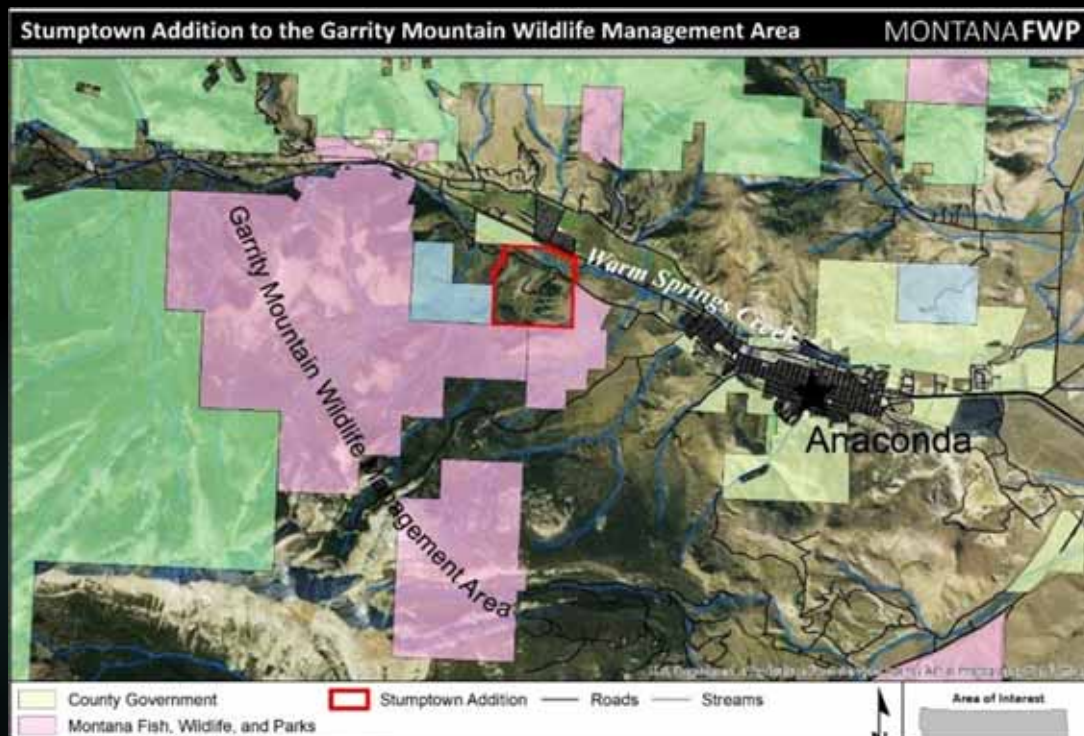 Stumptown Addition to the Garrity Mountain Wildlife Management Area
MONTANA FWP
Garrity Mountain Wildlife Management Area
Warm Springs Creek
Anaconda
County Government
Stumptown Addition
Roads
Streams
Area of Interest
Montana Fish, Wildlife, and Parks
N